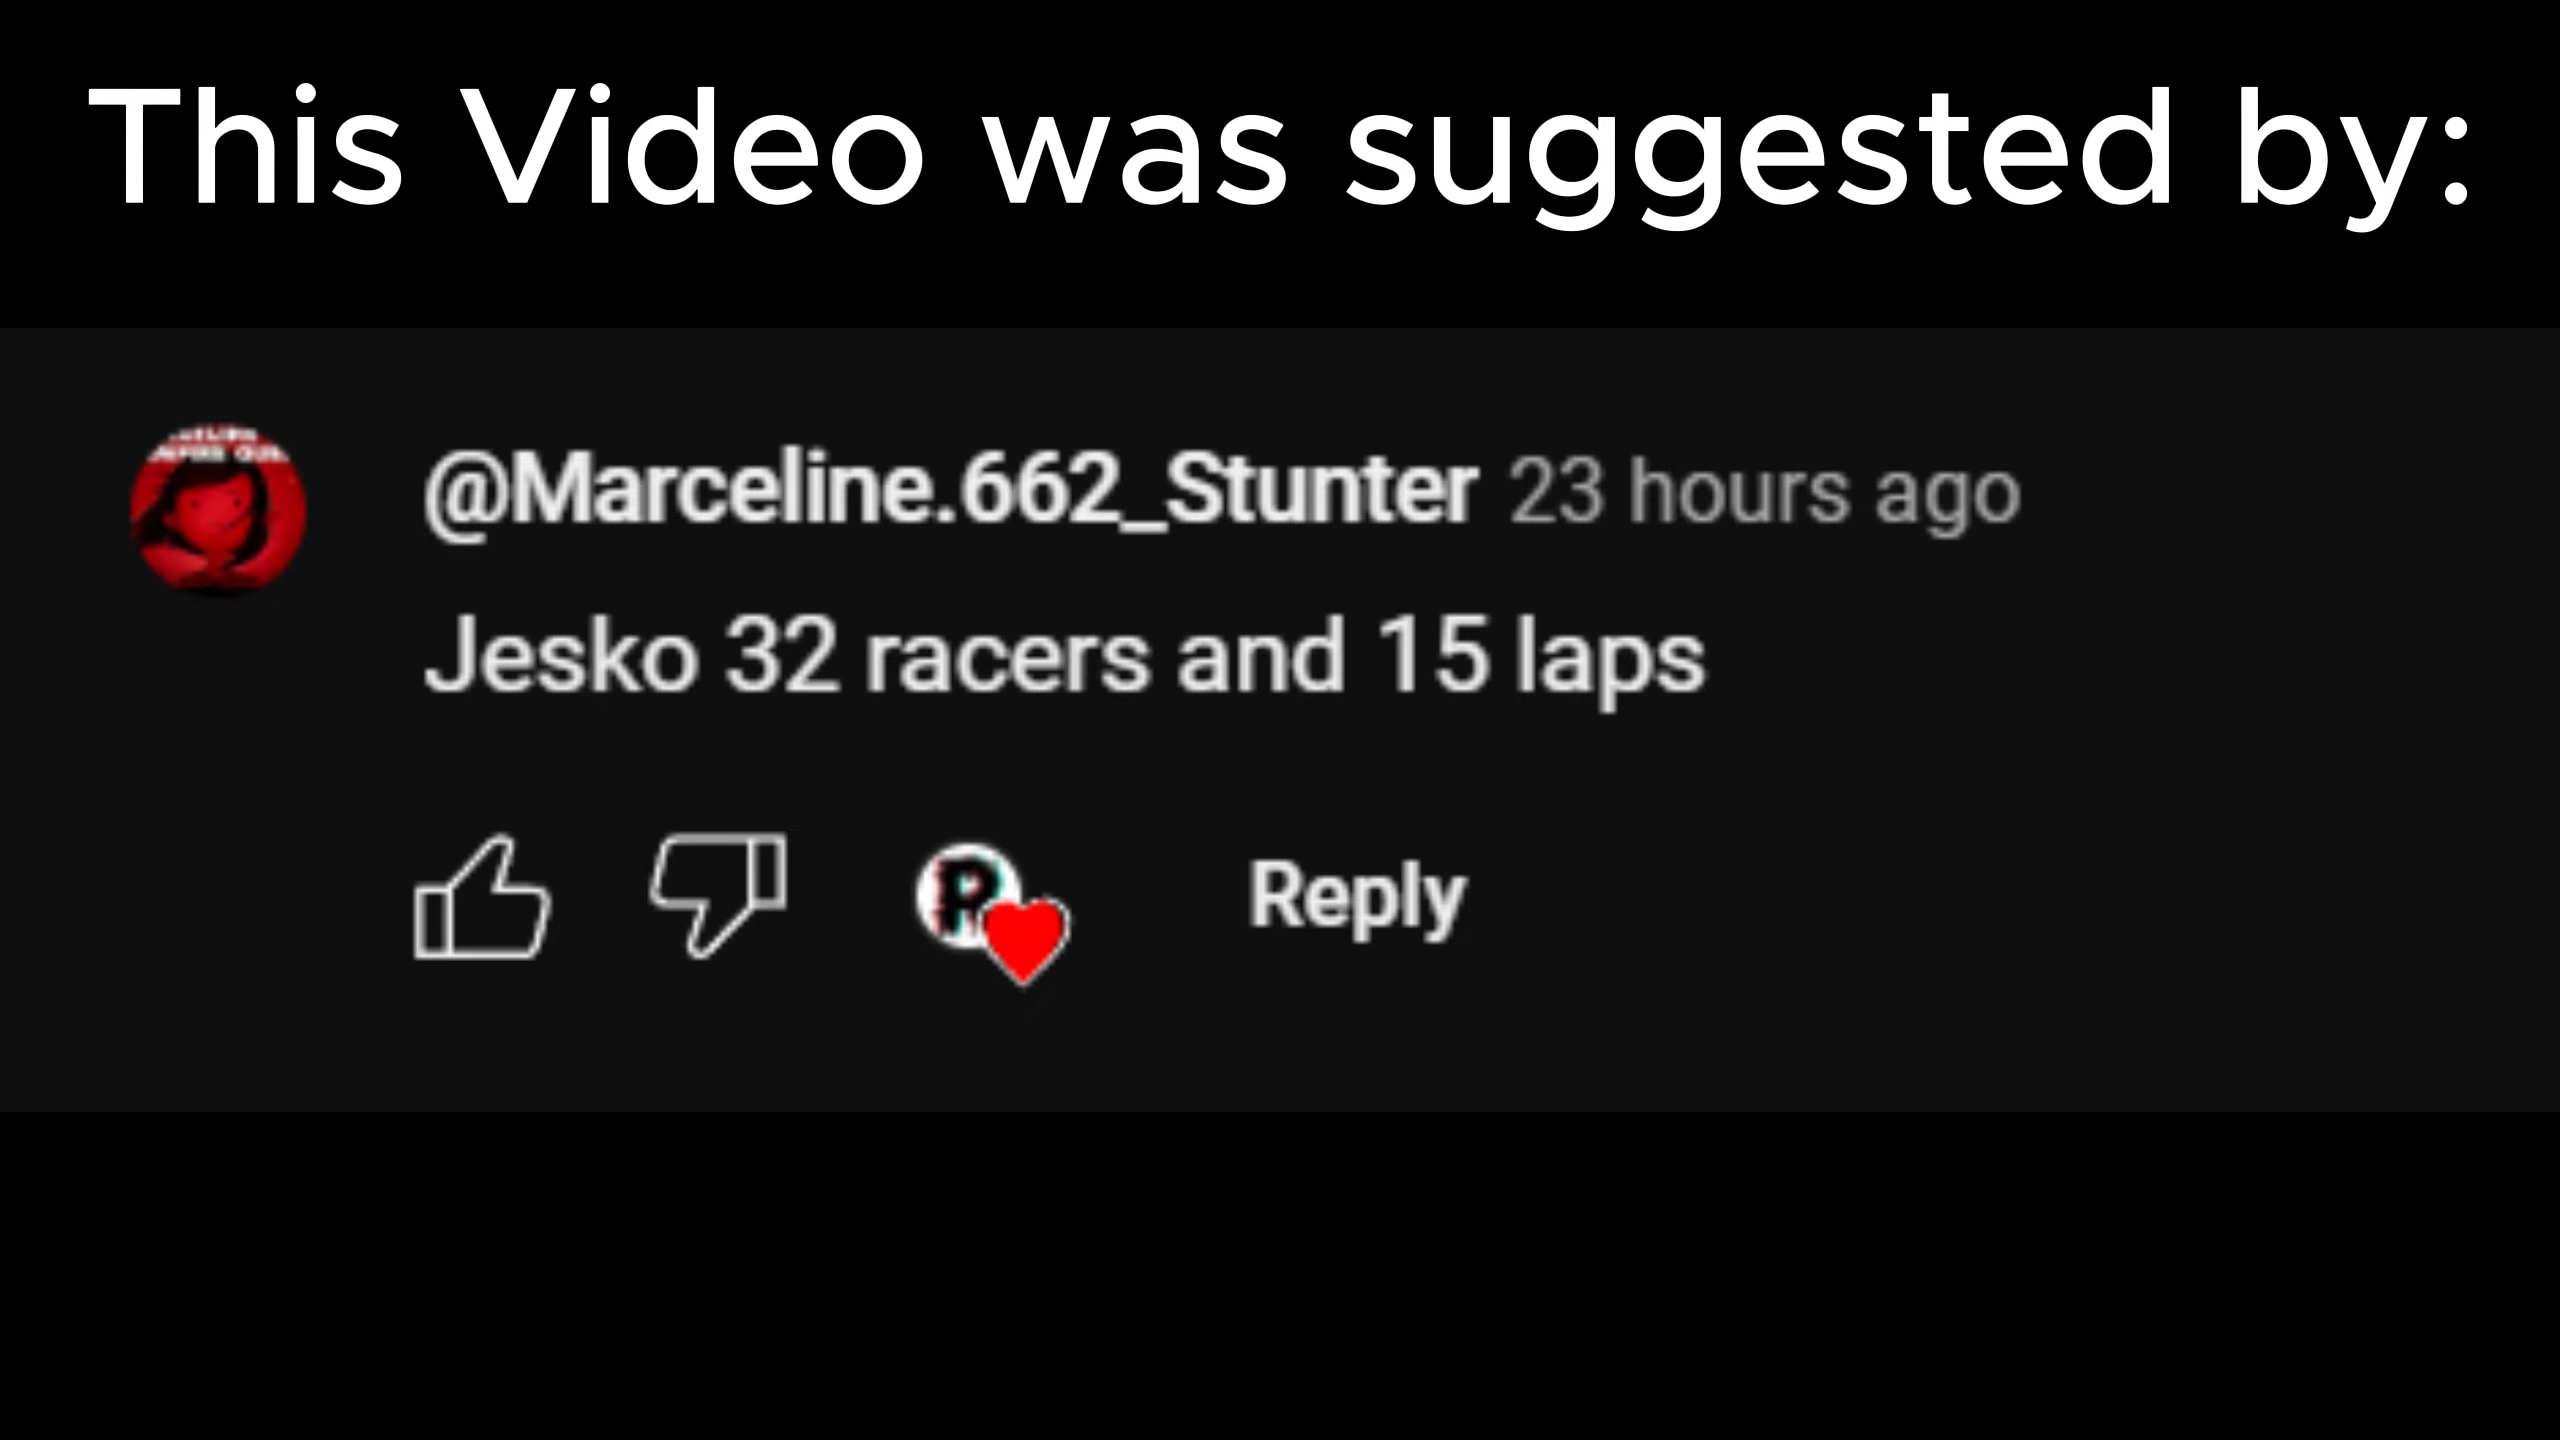 This Video was suggested by:
@Marceline.662_Stunter 23 hours ago
Jesko 32 racers and 15 laps
R
Reply